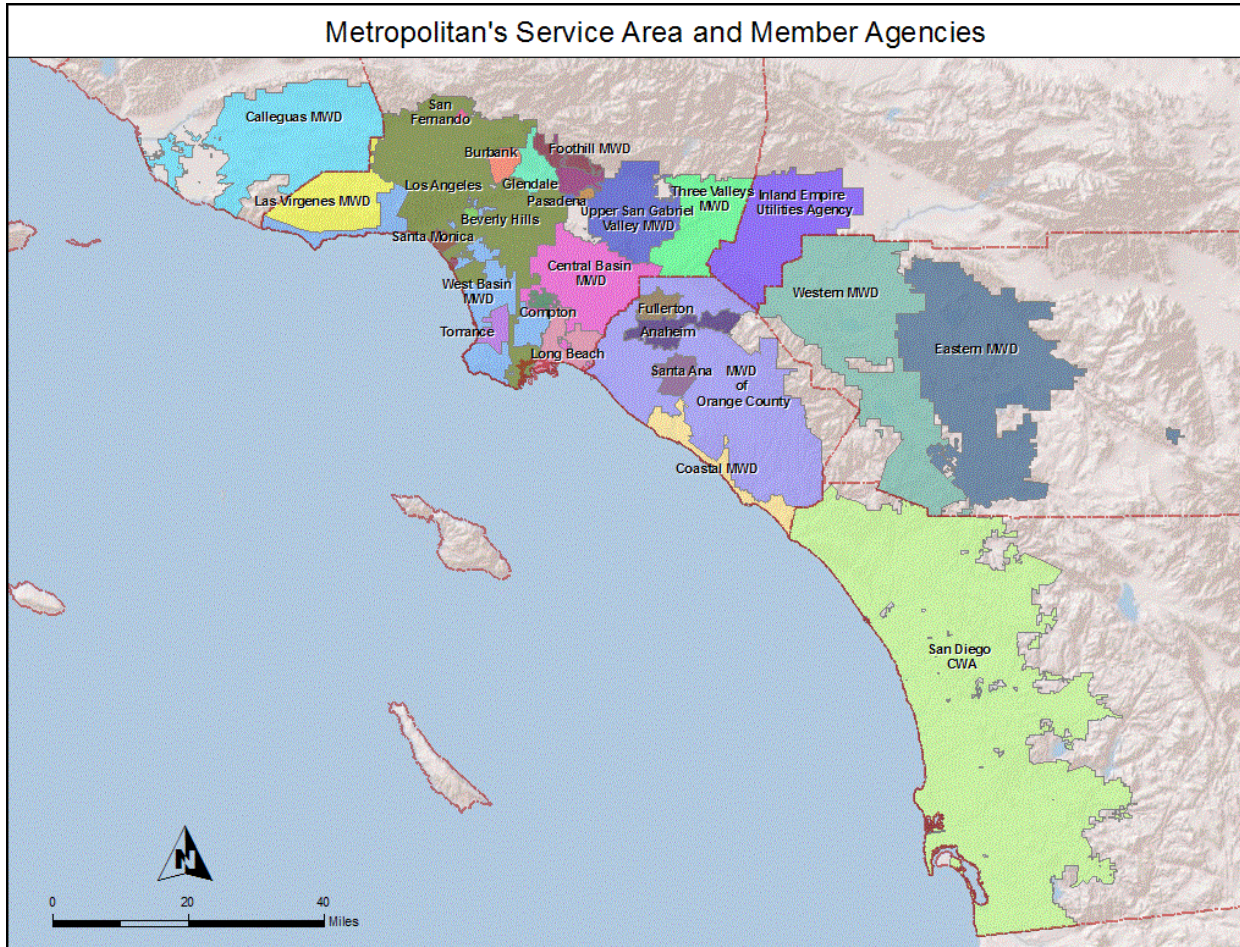 Metropolitan's Service Area and Member Agencies
Calleguas MWD
San
Fernando
Burbank
Foothill MWD
Los Angeles
Glendale
Pasadena
Las Virgenes MWD
Beverly Hills
Upper San Gabriel
Valley MWD
Three Valleys
MWD
Inland Empire
Utilities Agency
Santa Monica
Central Basin
MWD
West Basin
MWD
Western MWD
Compton
Fullerton
Torrance
Anaheim
Long Beach
Eastern MWD
Santa Ana
MWD
of
Orange County
Coastal MWD
San Diego
CWA
N
0
20
40
Miles